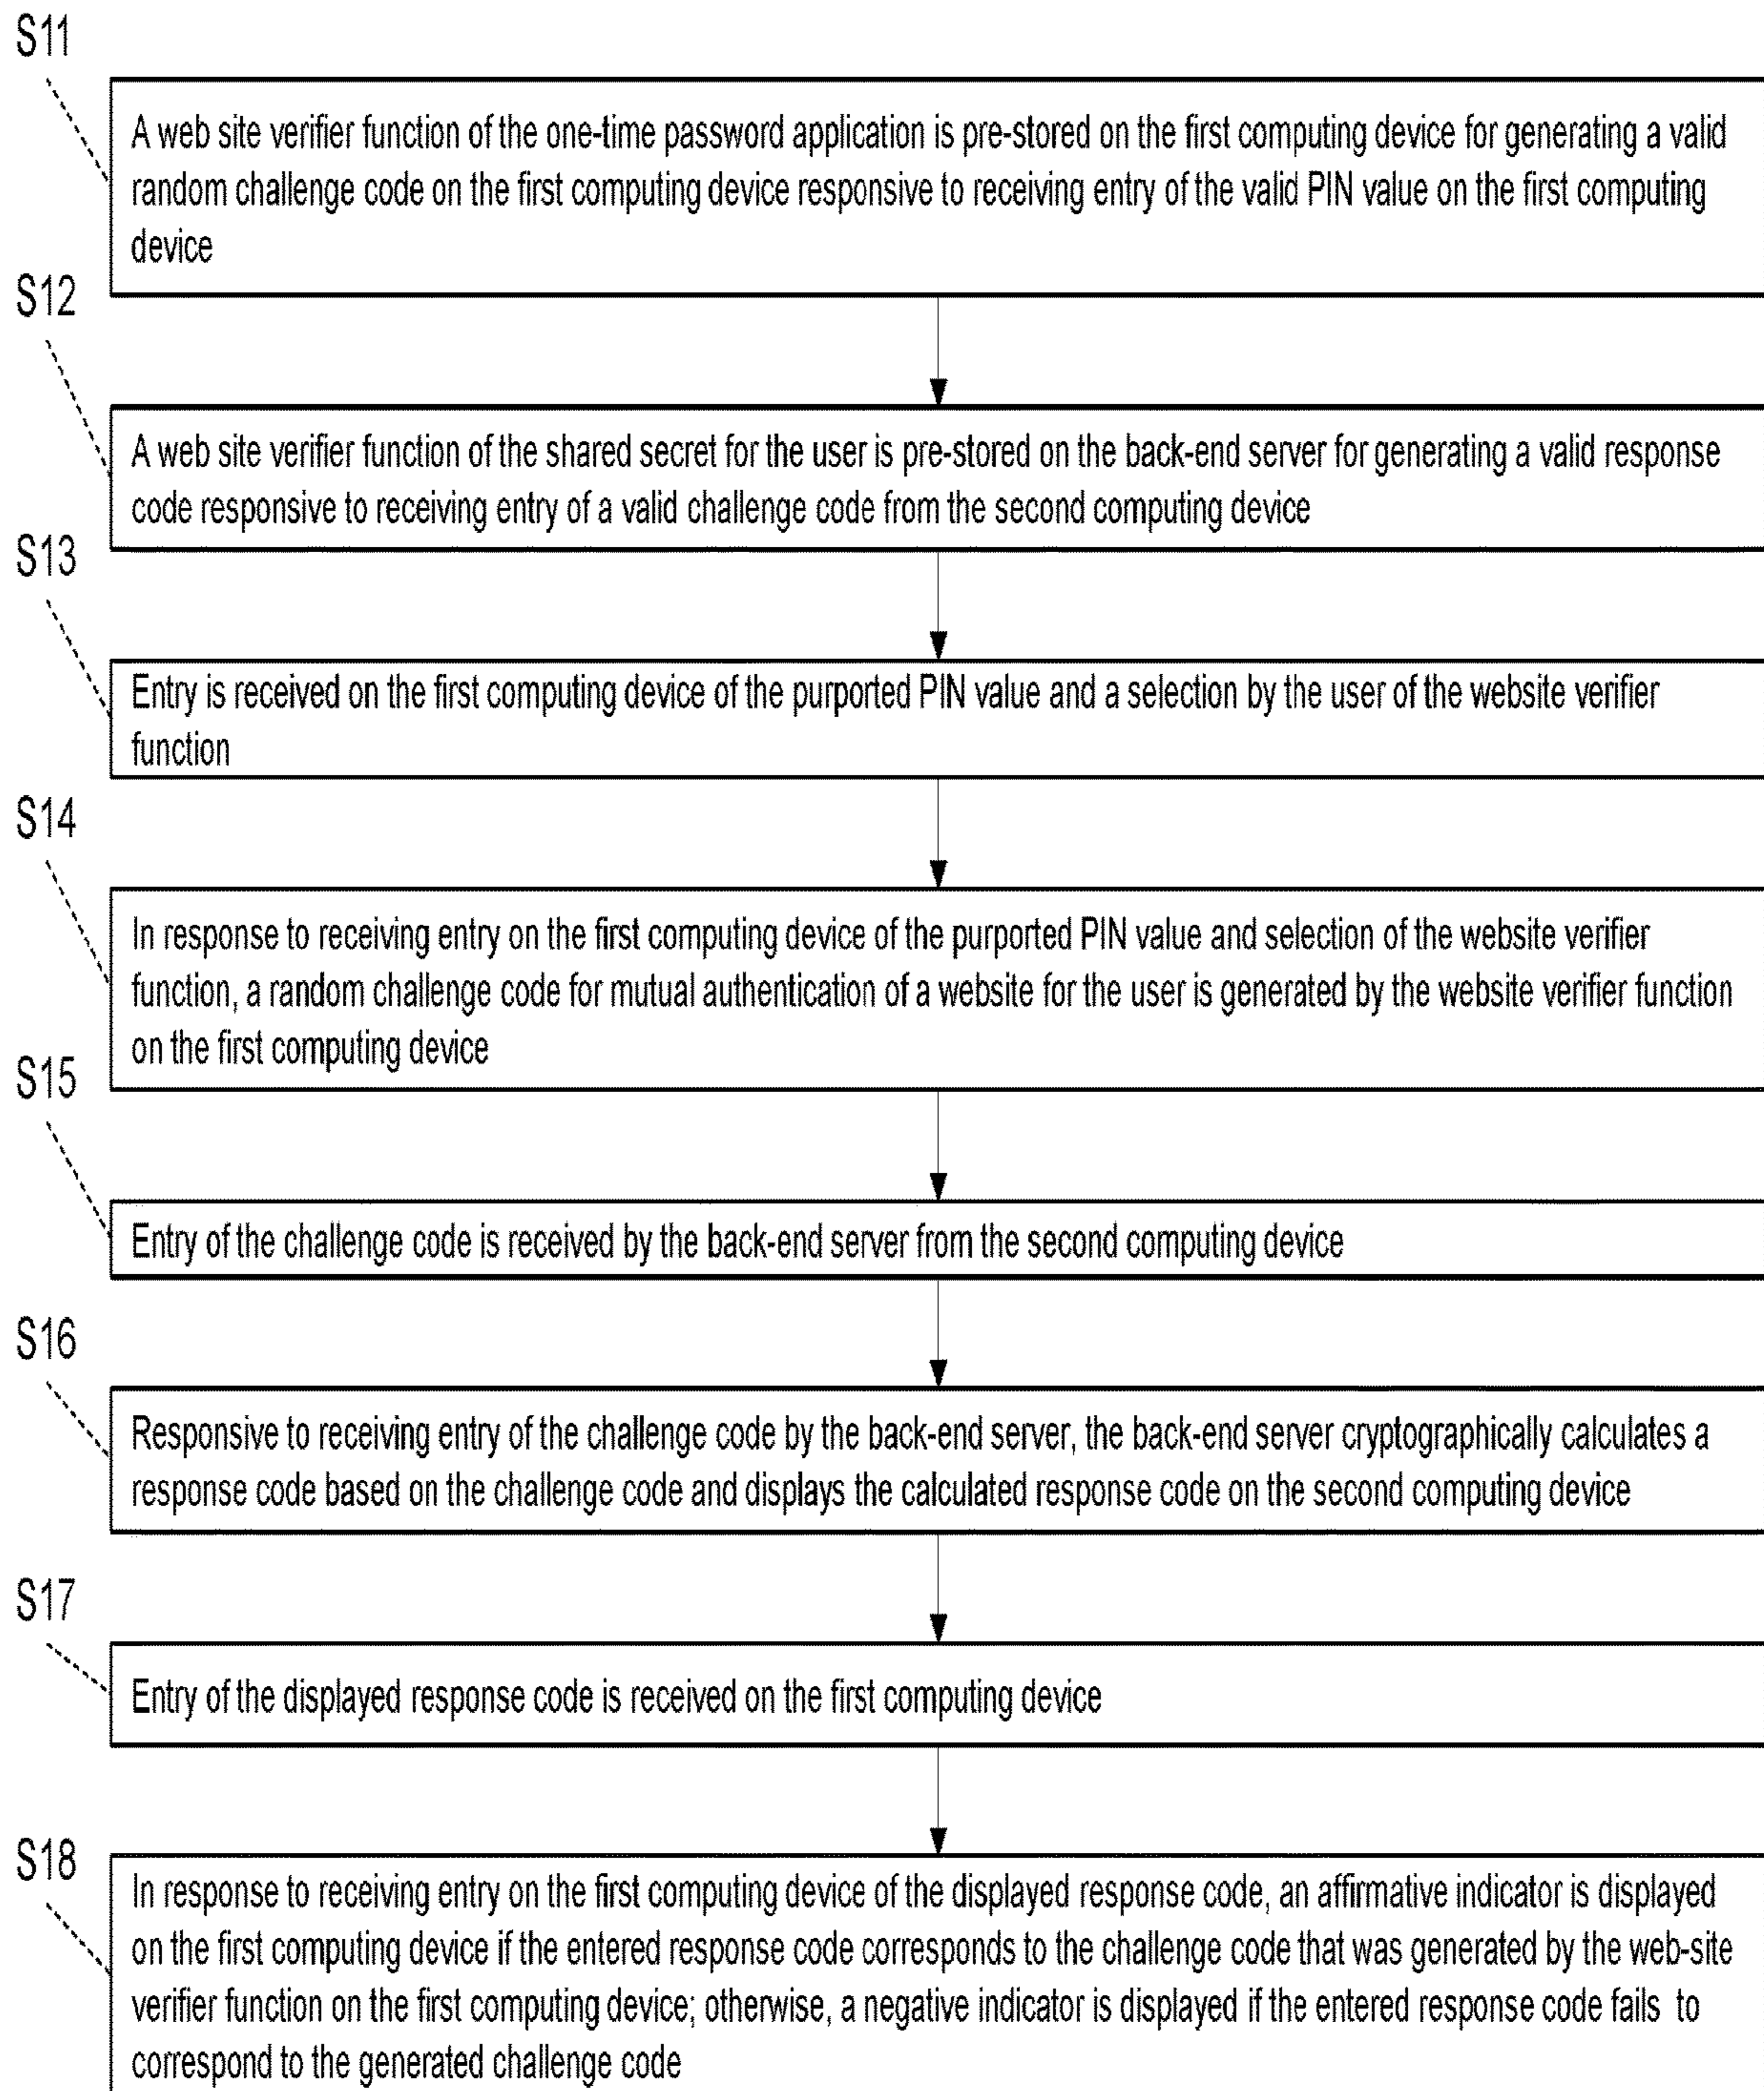 S11
A web site verifier function of the one-time password application is pre-stored on the first computing device for generating a valid
random challenge code on the first computing device responsive to receiving entry of the valid PIN value on the first computing
device
S12
A web site verifier function of the shared secret for the user is pre-stored on the back-end server for generating a valid response
code responsive to receiving entry of a valid challenge code from the second computing device
S13
Entry is received on the first computing device of the purported PIN value and a selection by the user of the website verifier
function
S14
In response to receiving entry on the first computing device of the purported PIN value and selection of the website verifier
function, a random challenge code for mutual authentication of a website for the user is generated by the website verifier function
on the first computing device
S15
Entry of the challenge code is received by the back-end server from the second computing device
S16
Responsive to receiving entry of the challenge code by the back-end server, the back-end server cryptographically calculates a
response code based on the challenge code and displays the calculated response code on the second computing device
S17
Entry of the displayed response code is received on the first computing device
S18
In response to receiving entry on the first computing device of the displayed response code, an affirmative indicator is displayed
on the first computing device if the entered response code corresponds to the challenge code that was generated by the web-site
verifier function on the first computing device; otherwise, a negative indicator is displayed if the entered response code fails to
correspond to the generated challenge code